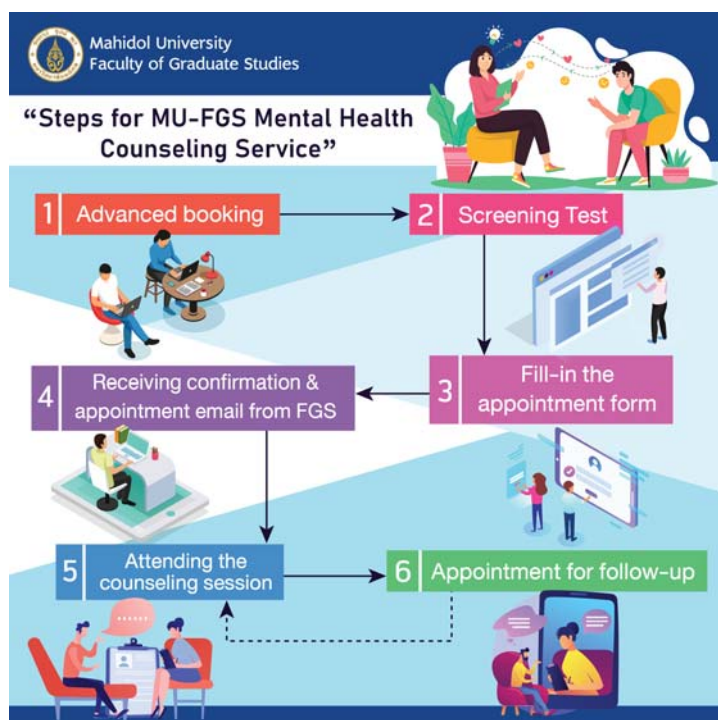 Mahidol University
Faculty of Graduate Studies
“Steps for MU-FGS Mental Health
Counseling Service”
1 Advanced booking
2 Screening Test
3 Fill-in the
appointment form
4 Receiving confirmation &
appointment email from FGS
5 Attending the
counseling session
6 Appointment for follow-up